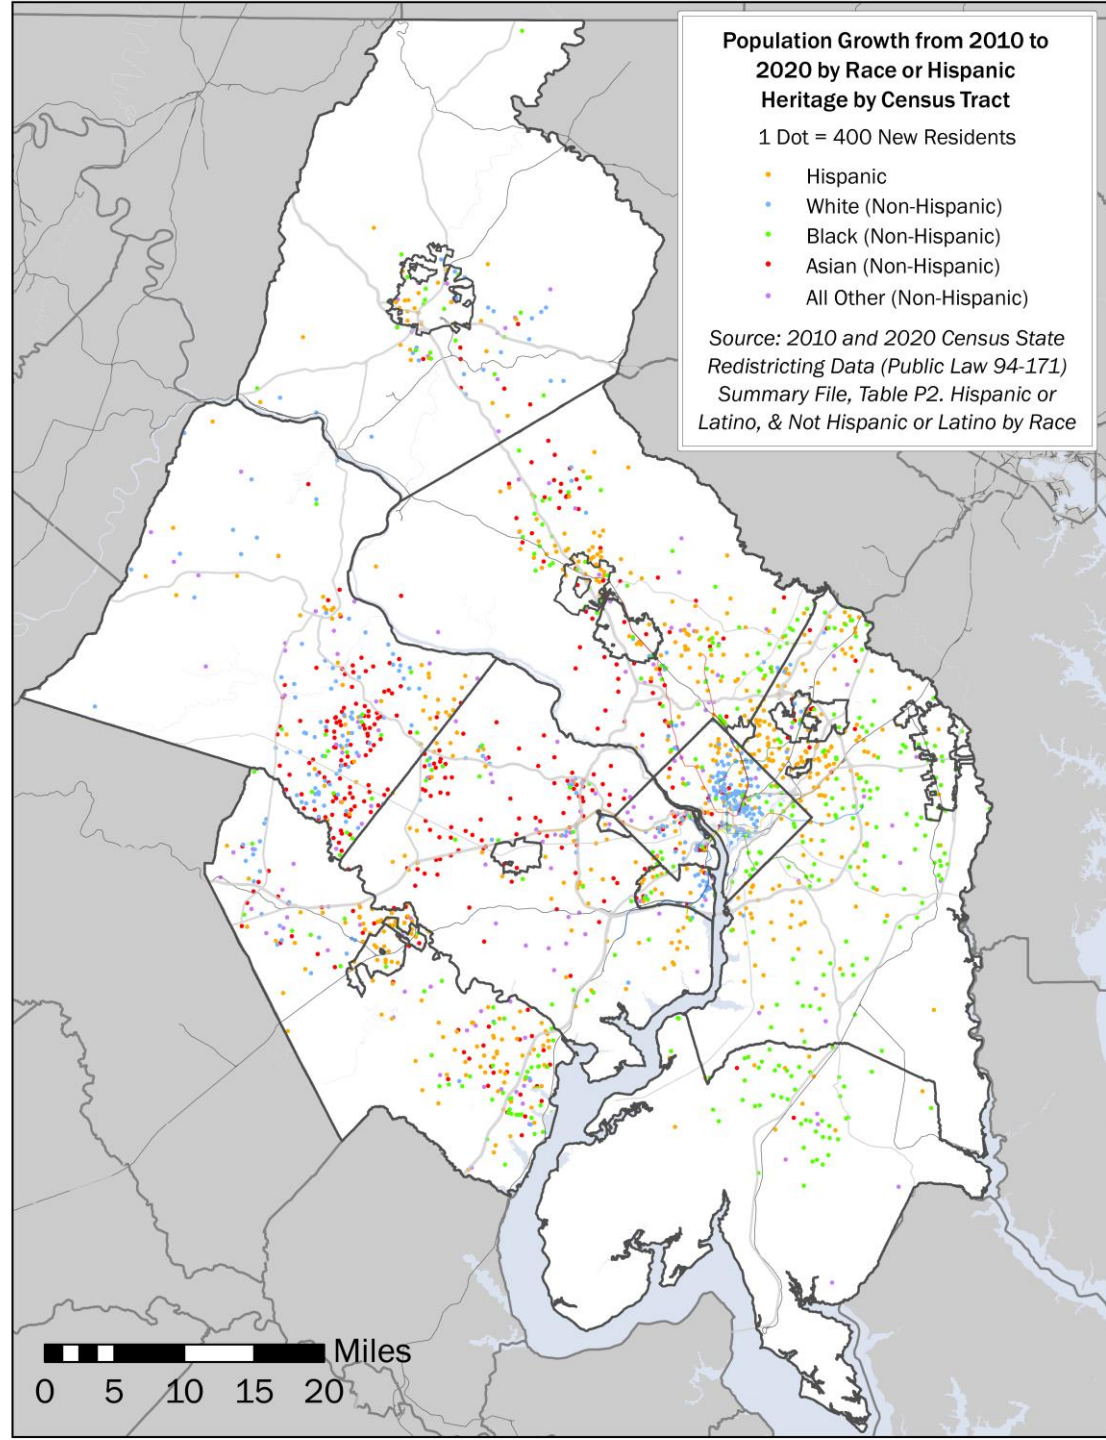 Population Growth from 2010 to
2020 by Race or Hispanic
Heritage by Census Tract
1 Dot = 400 New Residents
Hispanic
White (Non-Hispanic)
Black (Non-Hispanic)
Asian (Non-Hispanic)
All Other (Non-Hispanic)
Source: 2010 and 2020 Census State
Redistricting Data (Public Law 94-171)
Summary File, Table P2. Hispanic or
Latino, & Not Hispanic or Latino by Race
Miles
0 5 10 15 20